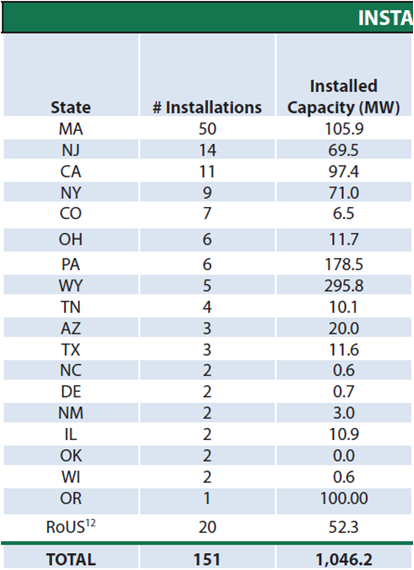 INSTA
State # Installations Installed Capacity (MW)
MA 50 105.9
NJ 14 69.5
CA 11 97.4
NY 9 71.0
CO 7 6.5
OH 6 11.7
PA 6 178.5
WY 5 295.8
TN 4 10.1
AZ 3 20.0
TX 3 11.6
NC 2 0.6
DE 2 0.7
NM 2 3.0
IL 2 10.9
OK 2 0.0
WI 2 0.6
OR 1 100.00
RoUS12 20 52.3
TOTAL 151 1,046.2